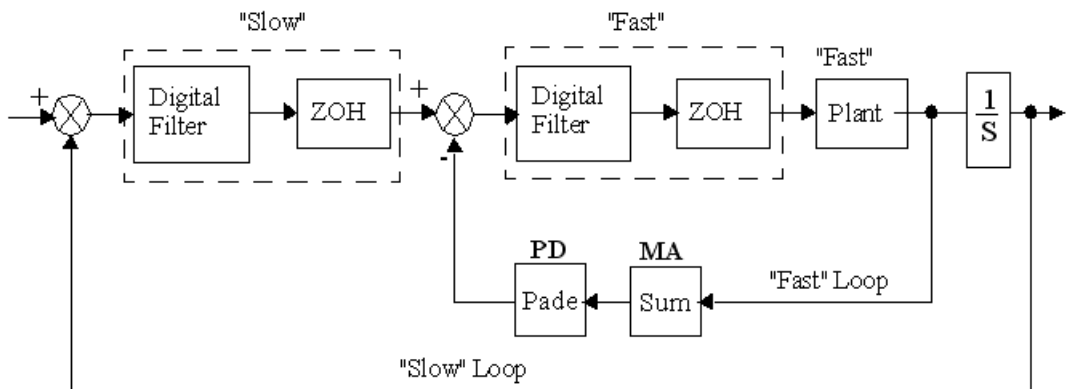 "Slow"
"Fast"
"Fast"
+
Digital
Filter
ZOH
+
-
Digital
Filter
ZOH
Plant
1
S
PD
MA
Pade
Sum
"Fast" Loop
"Slow" Loop